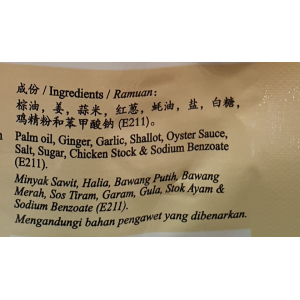 成份 / Ingredients / Ramuan:
棕油，姜，蒜米，红葱，蚝油，盐，白糖，
鸡精粉和苯甲酸钠 (E211)。
Palm oil, Ginger, Garlic, Shallot, Oyster Sauce,
Salt, Sugar, Chicken Stock & Sodium Benzoate
(E211).
Minyak Sawit, Halia, Bawang Putih, Bawang
Merah, Sos Tiram, Garam, Gula, Stok Ayam &
Sodium Benzoate (E211).
Mengandungi bahan pengawet yang dibenarkan.